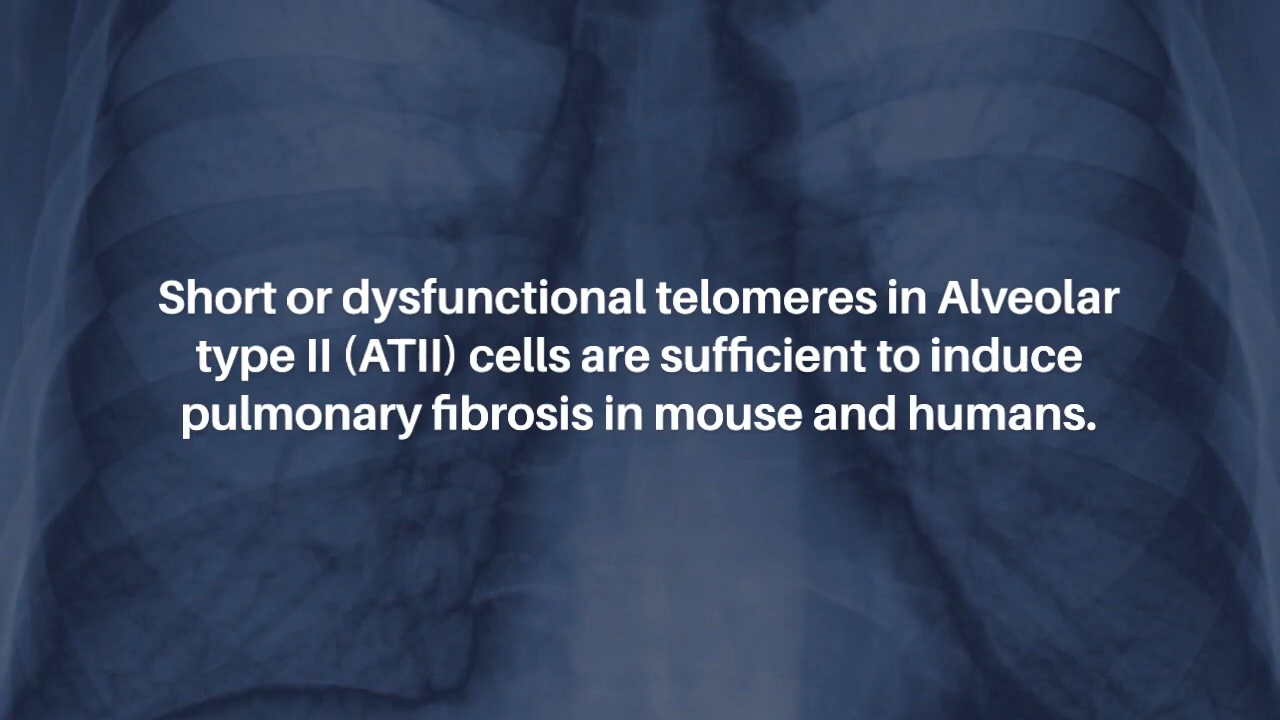 Short or dysfunctional telomeres in Alveolar
type II (ATII) cells are sufficient to induce
pulmonary fibrosis in mouse and humans.